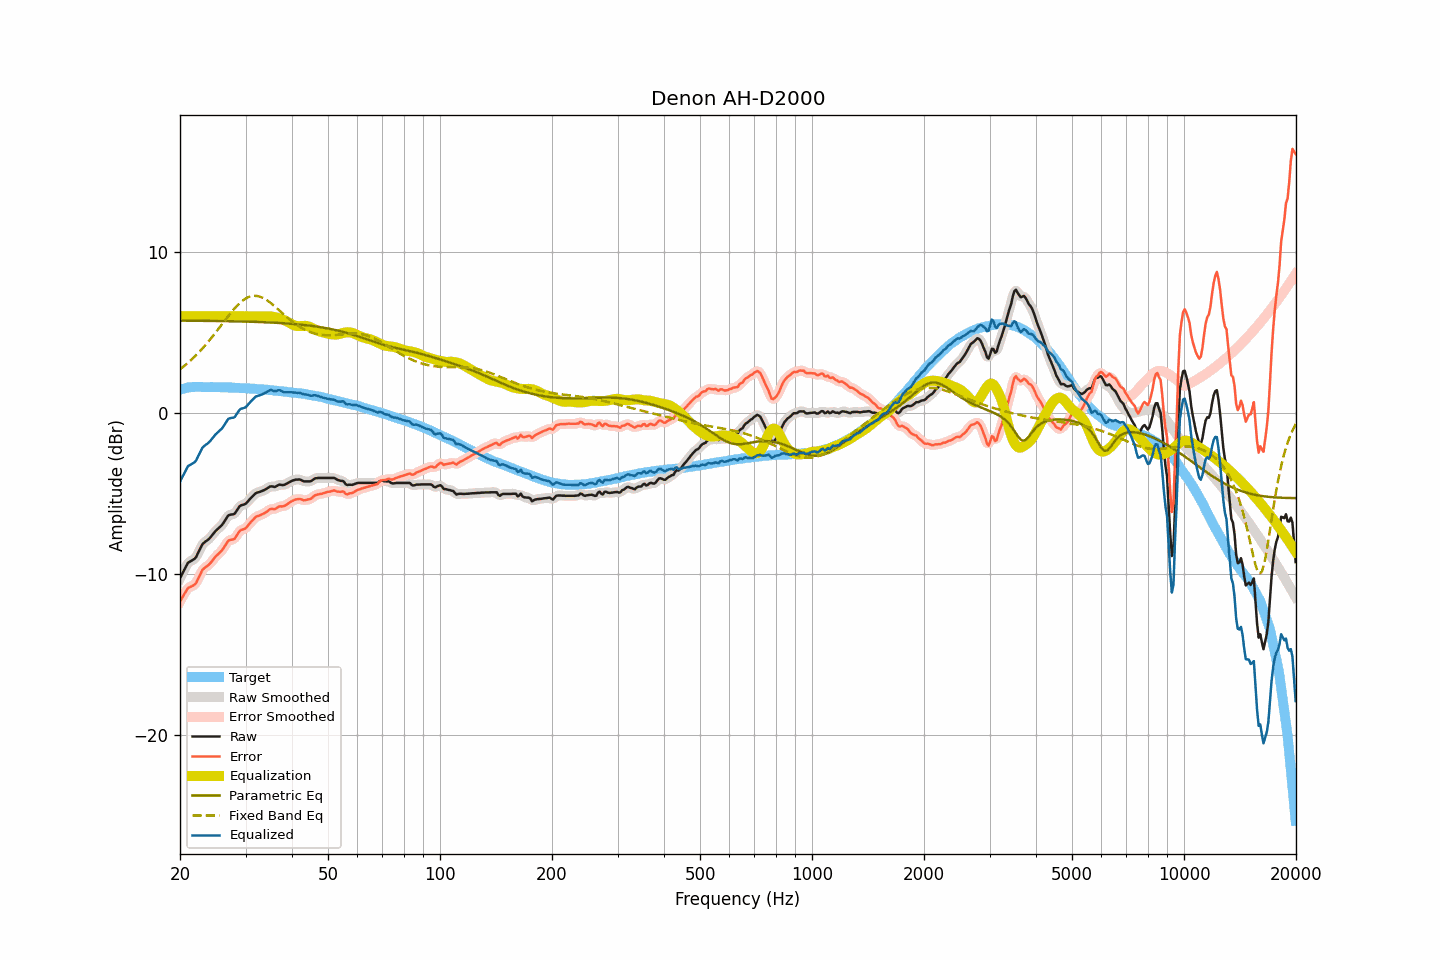 Denon AH-D2000
Amplitude (dBr)
10
0
−10
−20
Target
Raw Smoothed
Error Smoothed
Raw
Error
Equalization
Parametric Eq
Fixed Band Eq
Equalized
20 50 100 200 500 1000 2000 5000 10000 20000
Frequency (Hz)